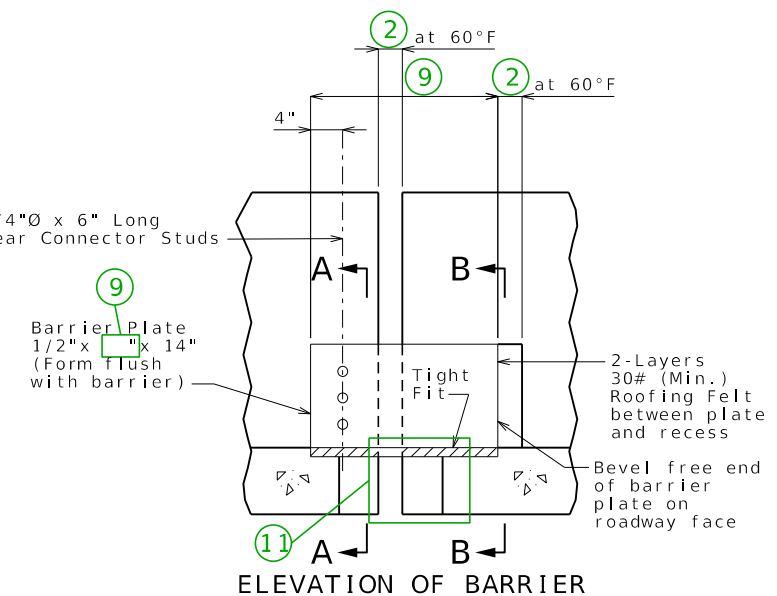 2 at 60°F
9
2 at 60°F
4"
/4"Ø x 6" Long
ear Connector Studs
A
B
9
Barrier Plate
1/2"x "x 14"
(Form flush
with barrier)
Tight
Fit
2-Layers
30# (Min.)
Roofing Felt
between plate
and recess
Bevel free end
of barrier
plate on
roadway face
11
A
B
ELEVATION OF BARRIER